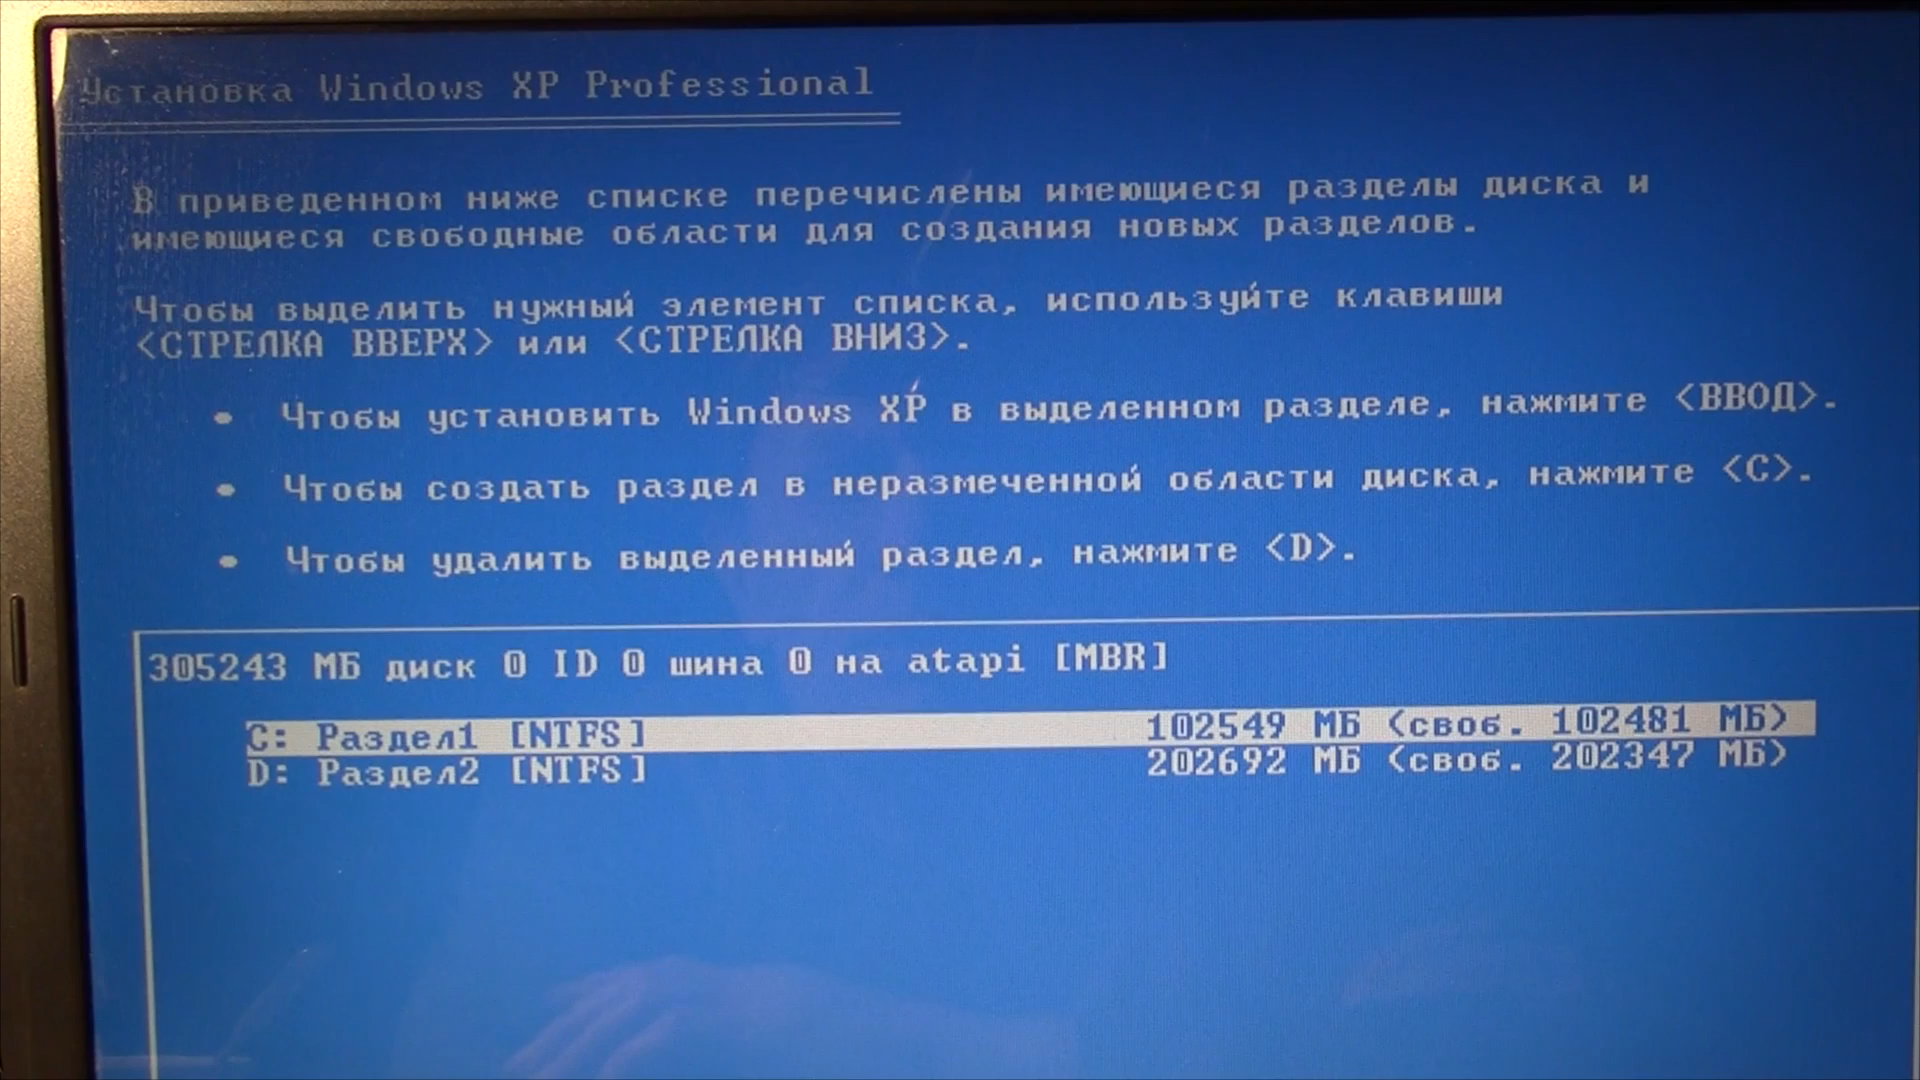 Установка Windows XP Professional
В приведенном ниже списке перечислены имеющиеся разделы диска и
имеющиеся свободные области для создания новых разделов.
Чтобы выделить нужный элемент списка, используйте клавиши
<СТРЕЛКА ВВЕРХ> или <СТРЕЛКА ВНИЗ>.
• Чтобы установить Windows XP в выделенном разделе, нажмите <ВВОД>.
• Чтобы создать раздел в неразмеченной области диска, нажмите <C>.
• Чтобы удалить выделенный раздел, нажмите <D>.
305243 МБ диск 0 ID 0 шина 0 на atapi [MBR]
C: Раздел1 [NTFS] 102549 МБ (своб. 102481 МБ)
D: Раздел2 [NTFS] 202692 МБ (своб. 202347 МБ)